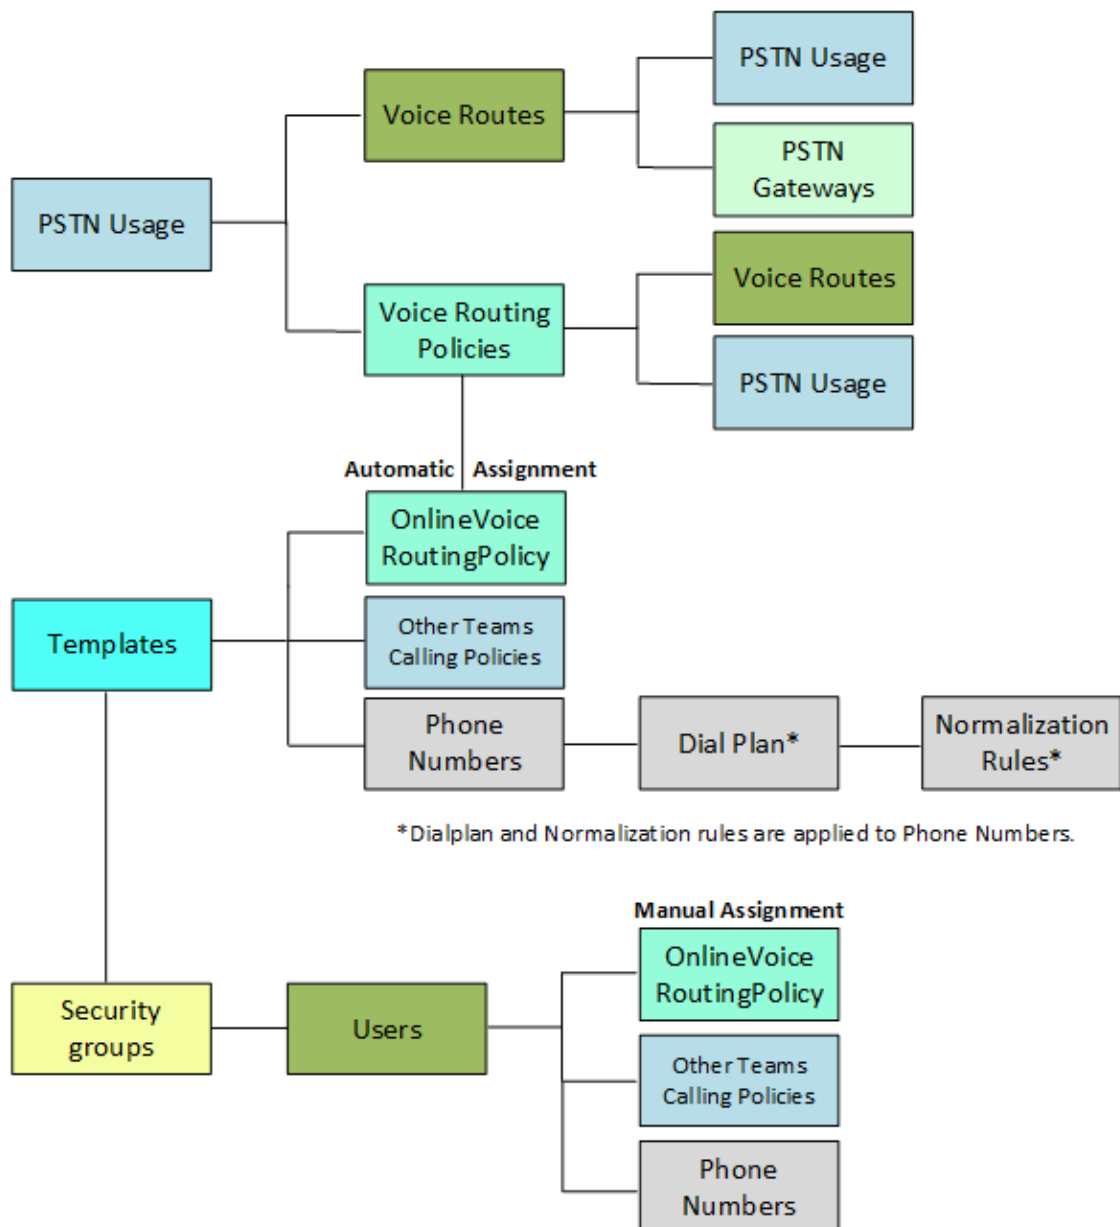 PSTN Usage
Voice Routes
PSTN
Gateways
PSTN Usage
Voice Routes
Voice Routing
Policies
PSTN Usage
Automatic Assignment
OnlineVoice
RoutingPolicy
Other Teams
Calling Policies
Templates
Phone
Numbers
Dial Plan*
Normalization
Rules*
*Dialplan and Normalization rules are applied to Phone Numbers.
Manual Assignment
OnlineVoice
RoutingPolicy
Security
groups
Users
Other Teams
Calling Policies
Phone
Numbers